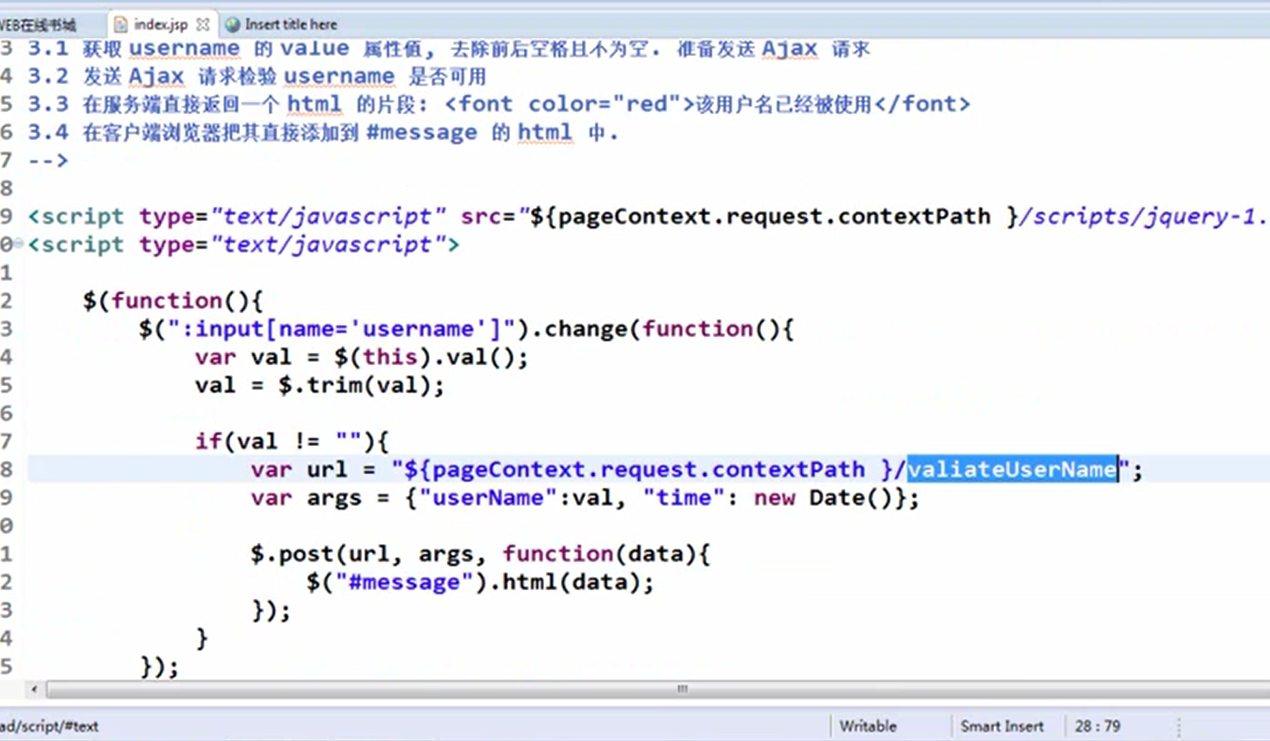 WEB在线书城 index.jsp Insert title here
3 3.1 获取 username 的 value 属性值, 去除前后空格且不为空. 准备发送 Ajax 请求
4 3.2 发送 Ajax 请求检验 username 是否可用
5 3.3 在服务端直接返回一个 html 的片段: <font color="red">该用户名已经被使用</font>
6 3.4 在客户端浏览器把其直接添加到 #message 的 html 中.
7 -->
8
9 <script type="text/javascript" src="${pageContext.request.contextPath }/scripts/jquery-1.
0 <script type="text/javascript">
1
2 $(function(){
3 $(":input[name='username']").change(function(){
4 var val = $(this).val();
5 val = $.trim(val);
6
7 if(val != ""){
8 var url = "${pageContext.request.contextPath }/valiateUserName";
9 var args = {"userName":val, "time": new Date()};
0
1 $.post(url, args, function(data){
2 $("#message").html(data);
3 });
4 }
5 });
ad/script/#text Writable Smart Insert 28 : 79